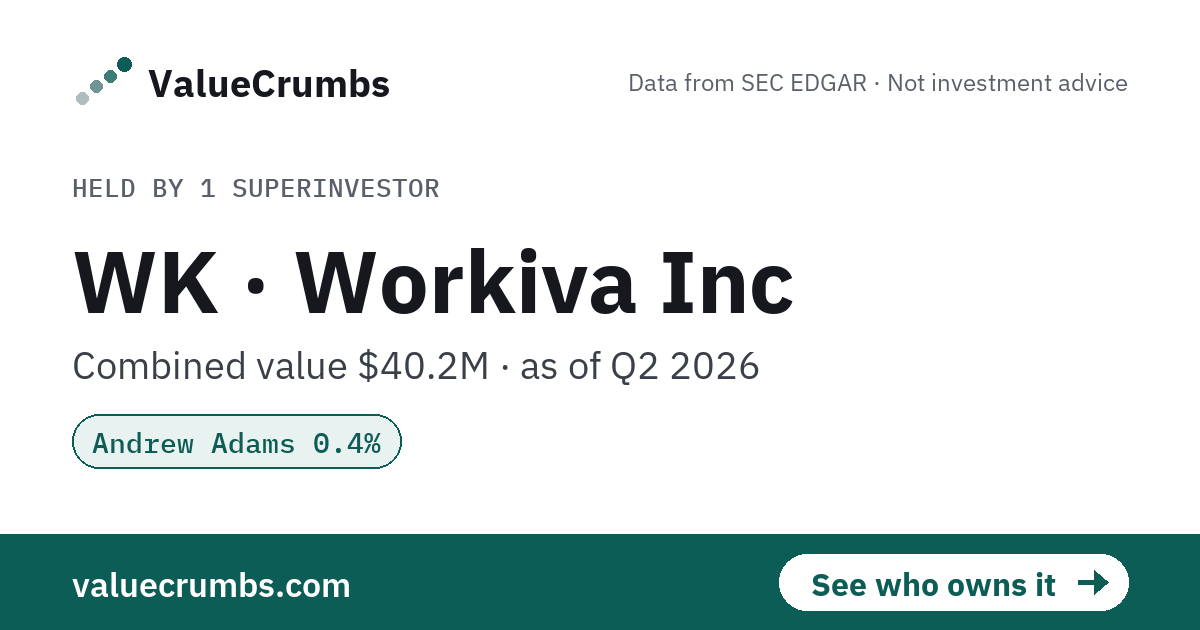 ValueCrumbs
Data from SEC EDGAR · Not investment advice
HELD BY 1 SUPERINVESTOR
WK · Workiva Inc
Combined value $40.2M · as of Q2 2026
Andrew Adams 0.4%
valuecrumbs.com
See who owns it →